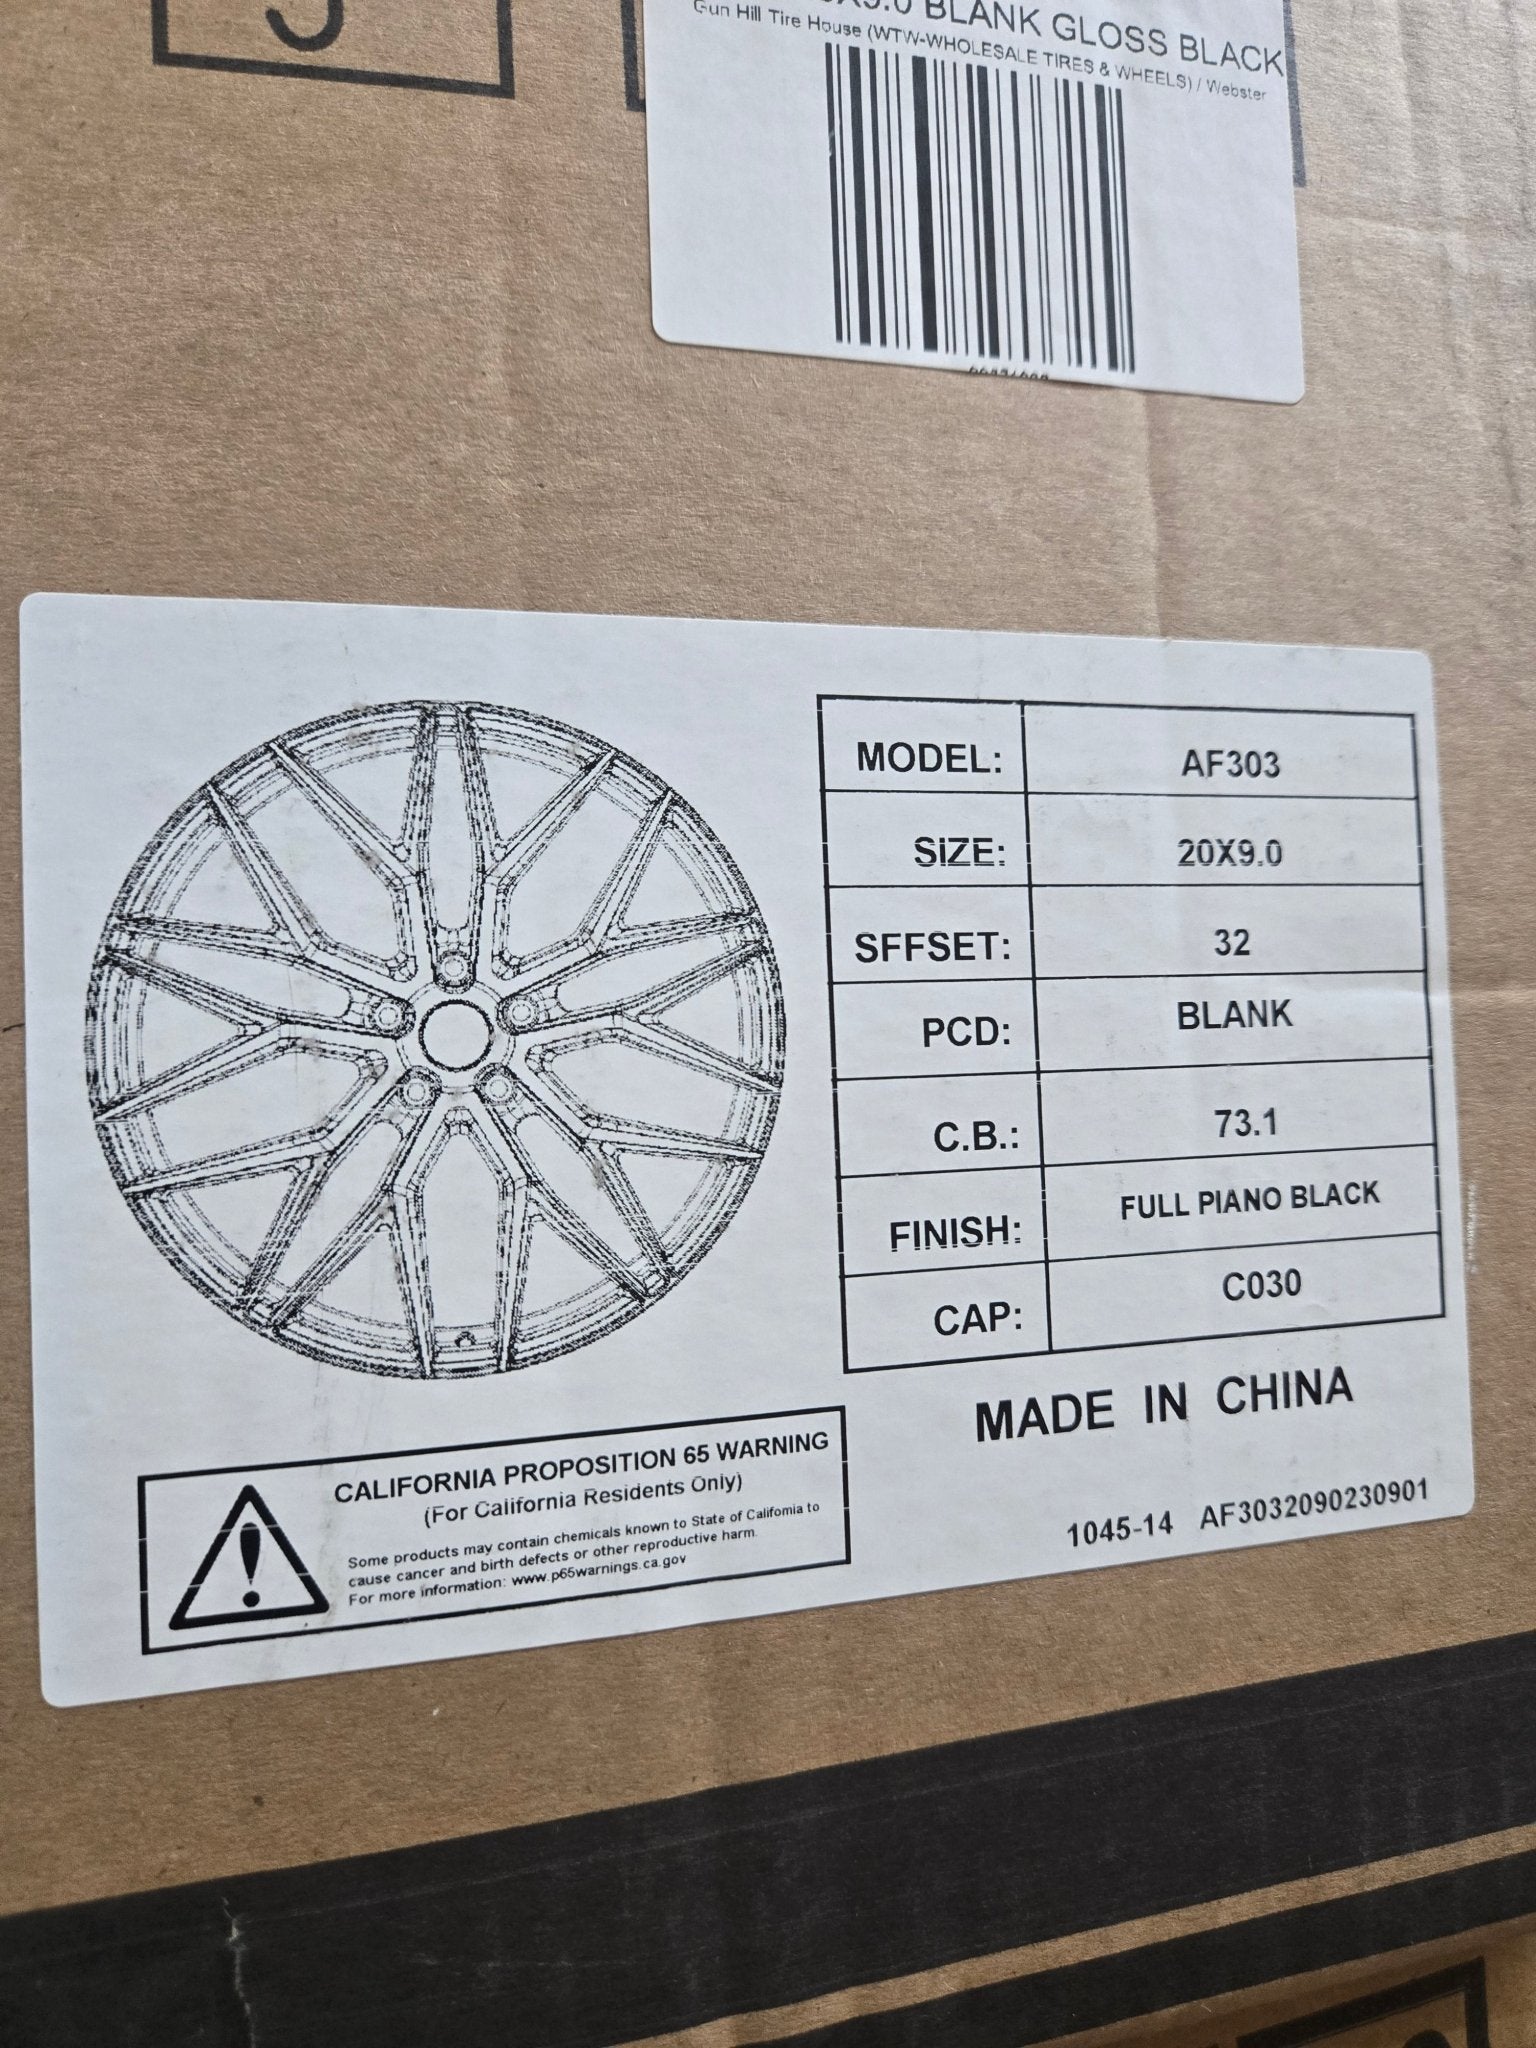 X9.0 BLANK GLOSS BLACK
Gun Hill Tire House (WTW-WHOLESALE TIRES & WHEELS) / Webster
MODEL: AF303
SIZE: 20X9.0
SFFSET: 32
PCD: BLANK
C.B.: 73.1
FINISH: FULL PIANO BLACK
CAP: C030
MADE IN CHINA
1045-14 AF3032090230901
CALIFORNIA PROPOSITION 65 WARNING
(For California Residents Only)
Some products may contain chemicals known to State of California to
cause cancer and birth defects or other reproductive harm.
For more information: www.p65warnings.ca.gov